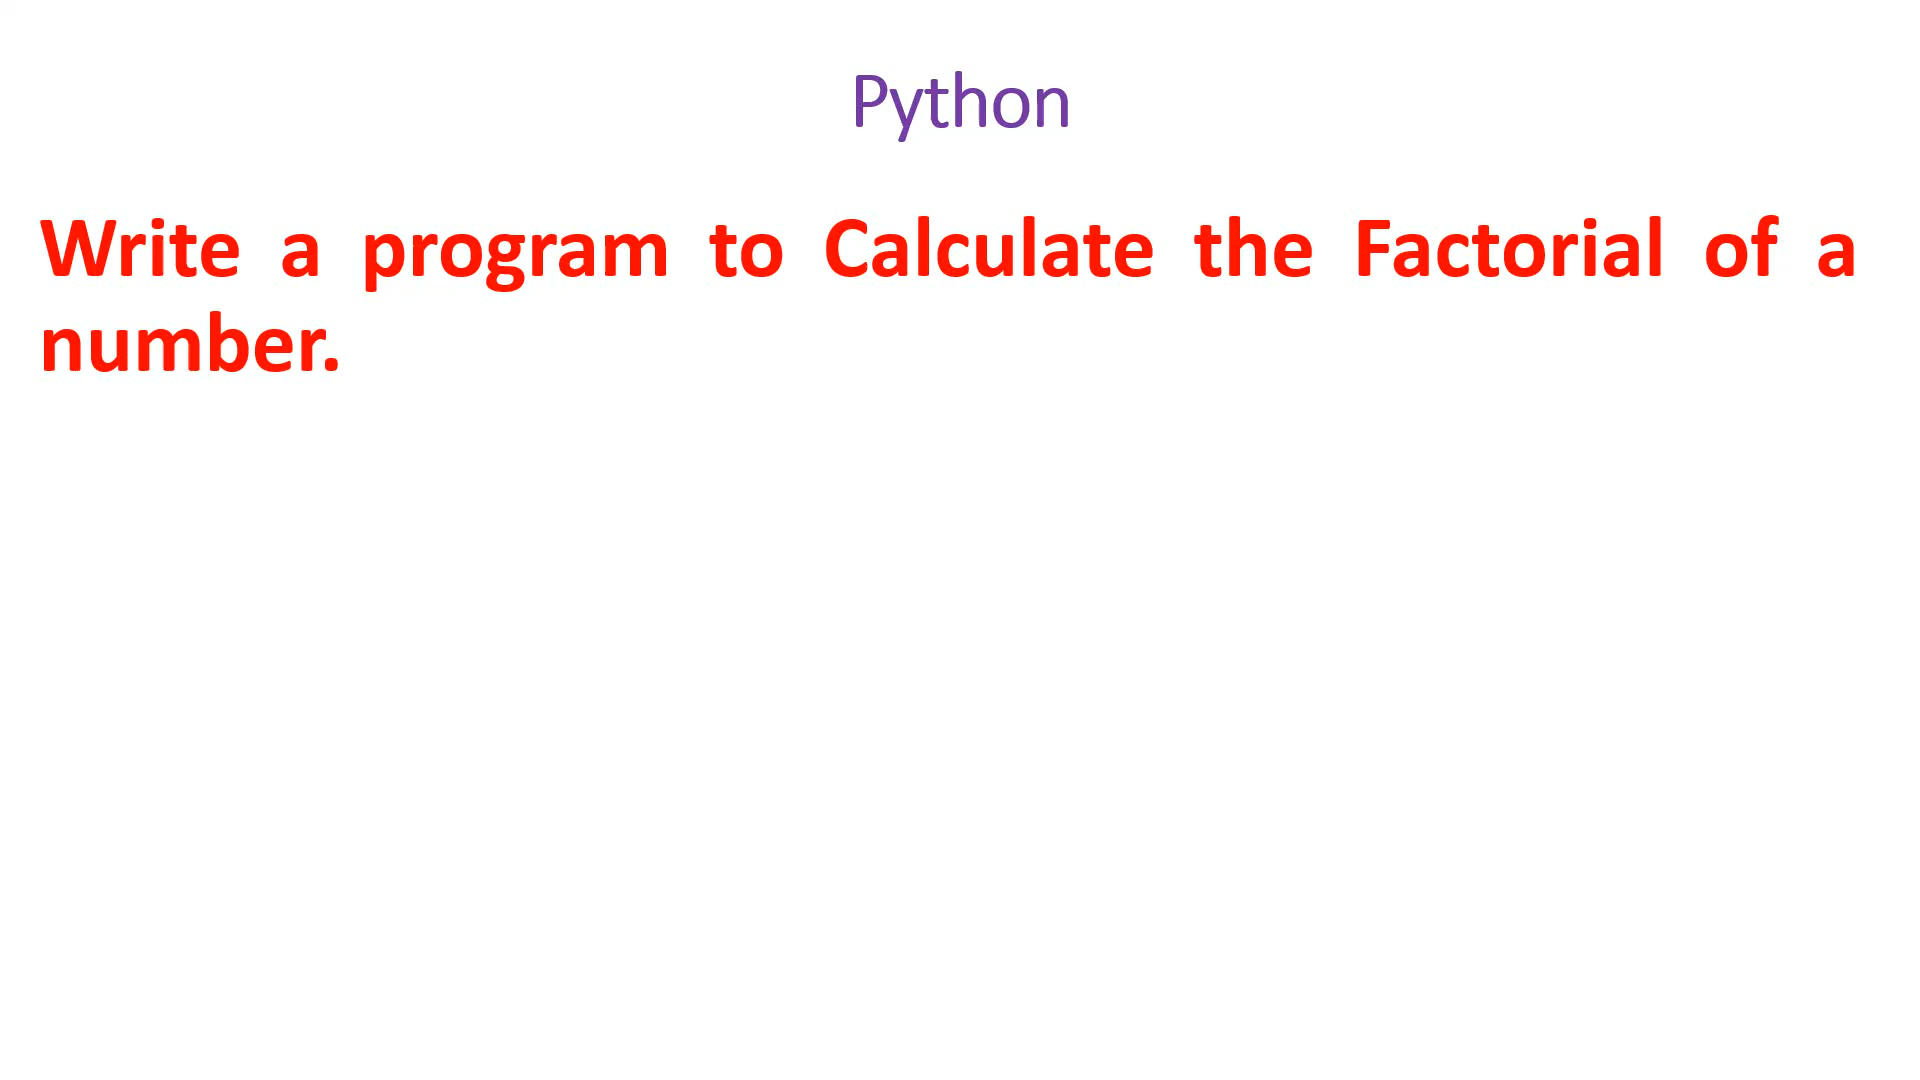 Python
Write a program to Calculate the Factorial of a
number.